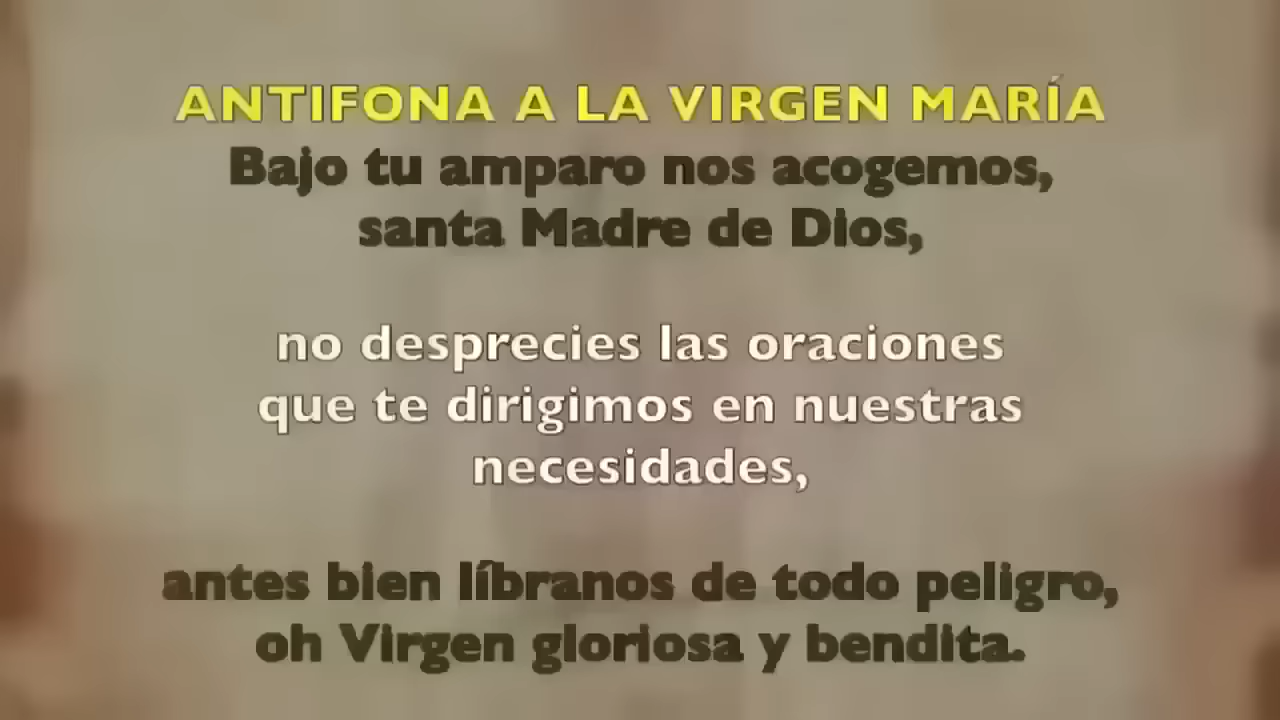 ANTIFONA A LA VIRGEN MARÍA
Bajo tu amparo nos acogemos,
santa Madre de Dios,
no desprecies las oraciones
que te dirigimos en nuestras
necesidades,
antes bien líbranos de todo peligro,
oh Virgen gloriosa y bendita.